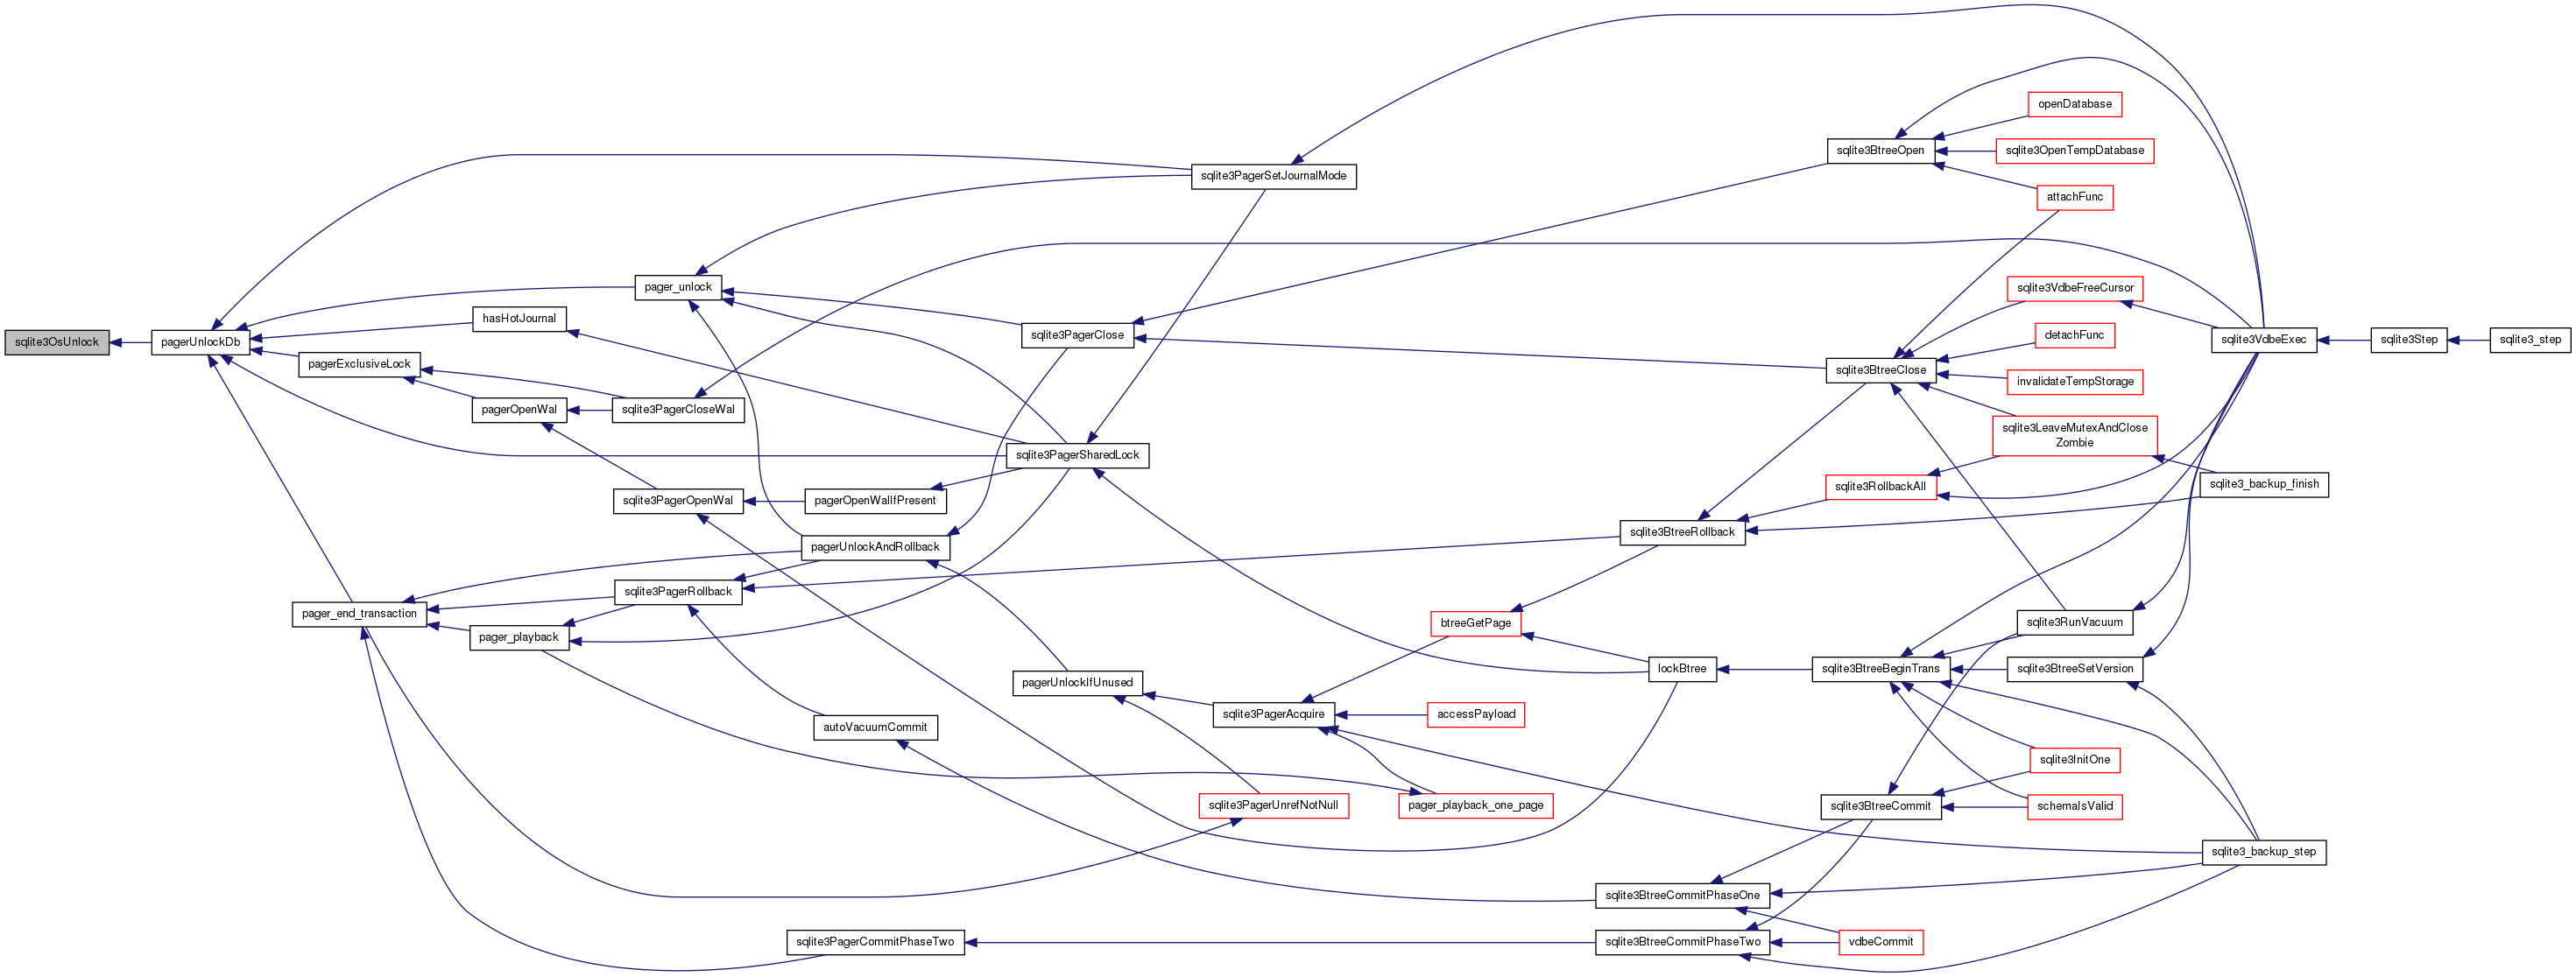 openDatabase
sqlite3BtreeOpen
sqlite3OpenTempDatabase
sqlite3PagerSetJournalMode
attachFunc
pager_unlock
sqlite3VdbeFreeCursor
hasHotJournal
sqlite3PagerClose
detachFunc
sqlite3OsUnlock
pagerUnlockDb
sqlite3VdbeExec
sqlite3Step
sqlite3_step
pagerExclusiveLock
sqlite3BtreeClose
invalidateTempStorage
pagerOpenWal
sqlite3PagerCloseWal
sqlite3LeaveMutexAndClose
Zombie
sqlite3PagerSharedLock
sqlite3RollbackAll
sqlite3_backup_finish
sqlite3PagerOpenWal
pagerOpenWalIfPresent
sqlite3BtreeRollback
pagerUnlockAndRollback
sqlite3PagerRollback
pager_end_transaction
btreeGetPage
sqlite3RunVacuum
pager_playback
lockBtree
sqlite3BtreeBeginTrans
sqlite3BtreeSetVersion
pagerUnlockIfUnused
sqlite3PagerAcquire
accessPayload
autoVacuumCommit
sqlite3InitOne
sqlite3PagerUnrefNotNull
pager_playback_one_page
sqlite3BtreeCommit
schemaIsValid
sqlite3_backup_step
sqlite3BtreeCommitPhaseOne
sqlite3PagerCommitPhaseTwo
sqlite3BtreeCommitPhaseTwo
vdbeCommit